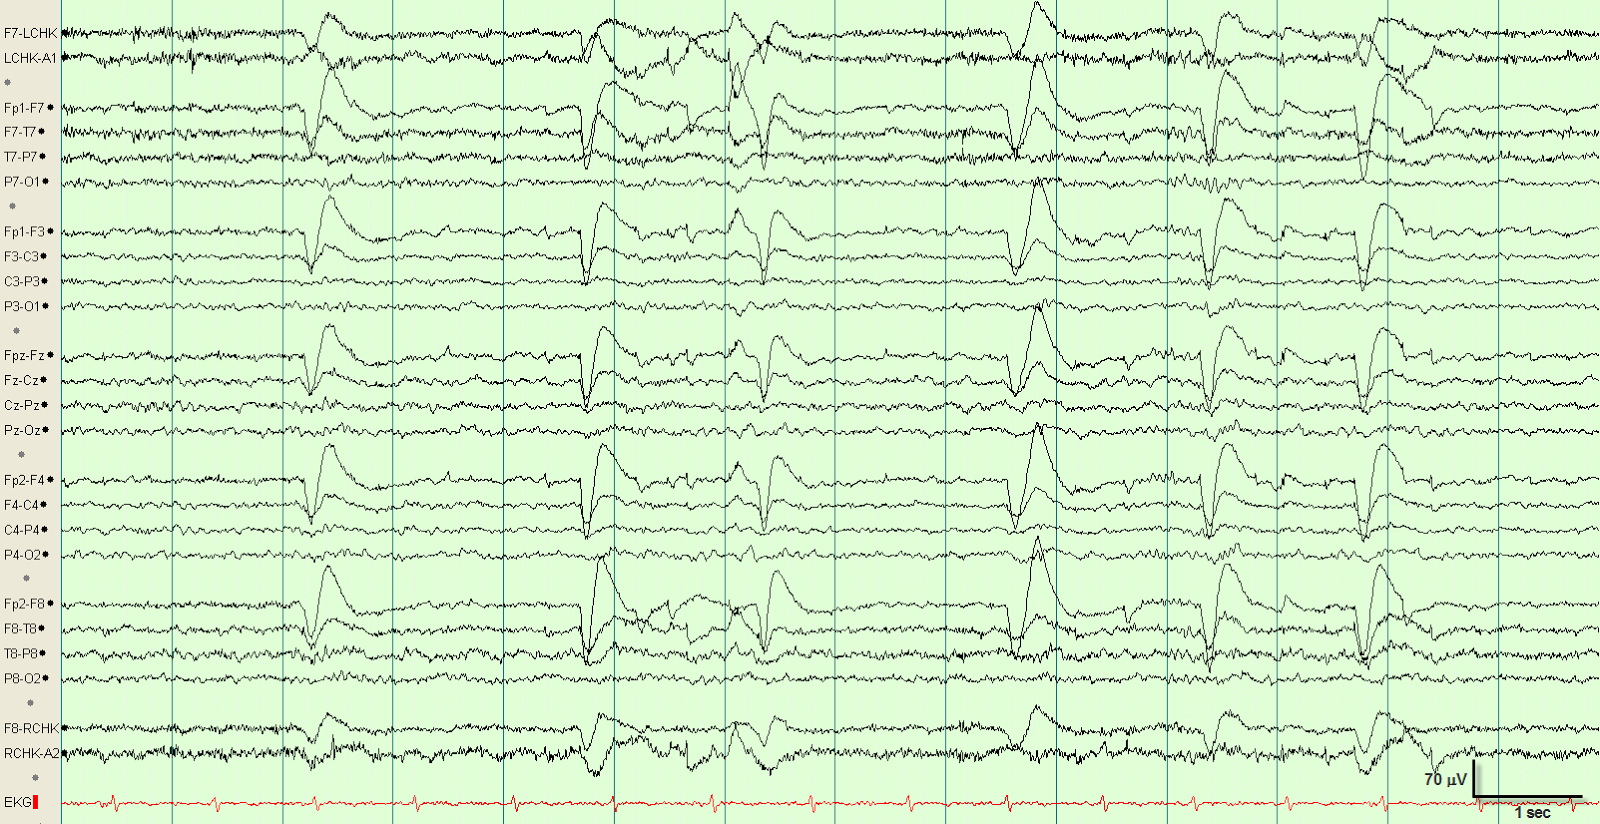 F7-LCHK
LCHK-A1
Fp1-F7
F7-T7
T7-P7
P7-O1
Fp1-F3
F3-C3
C3-P3
P3-O1
Fpz-Fz
Fz-Cz
Cz-Pz
Pz-Oz
Fp2-F4
F4-C4
C4-P4
P4-O2
Fp2-F8
F8-T8
T8-P8
P8-O2
F8-RCHK
RCHK-A2
70 µV
EKG
1 sec